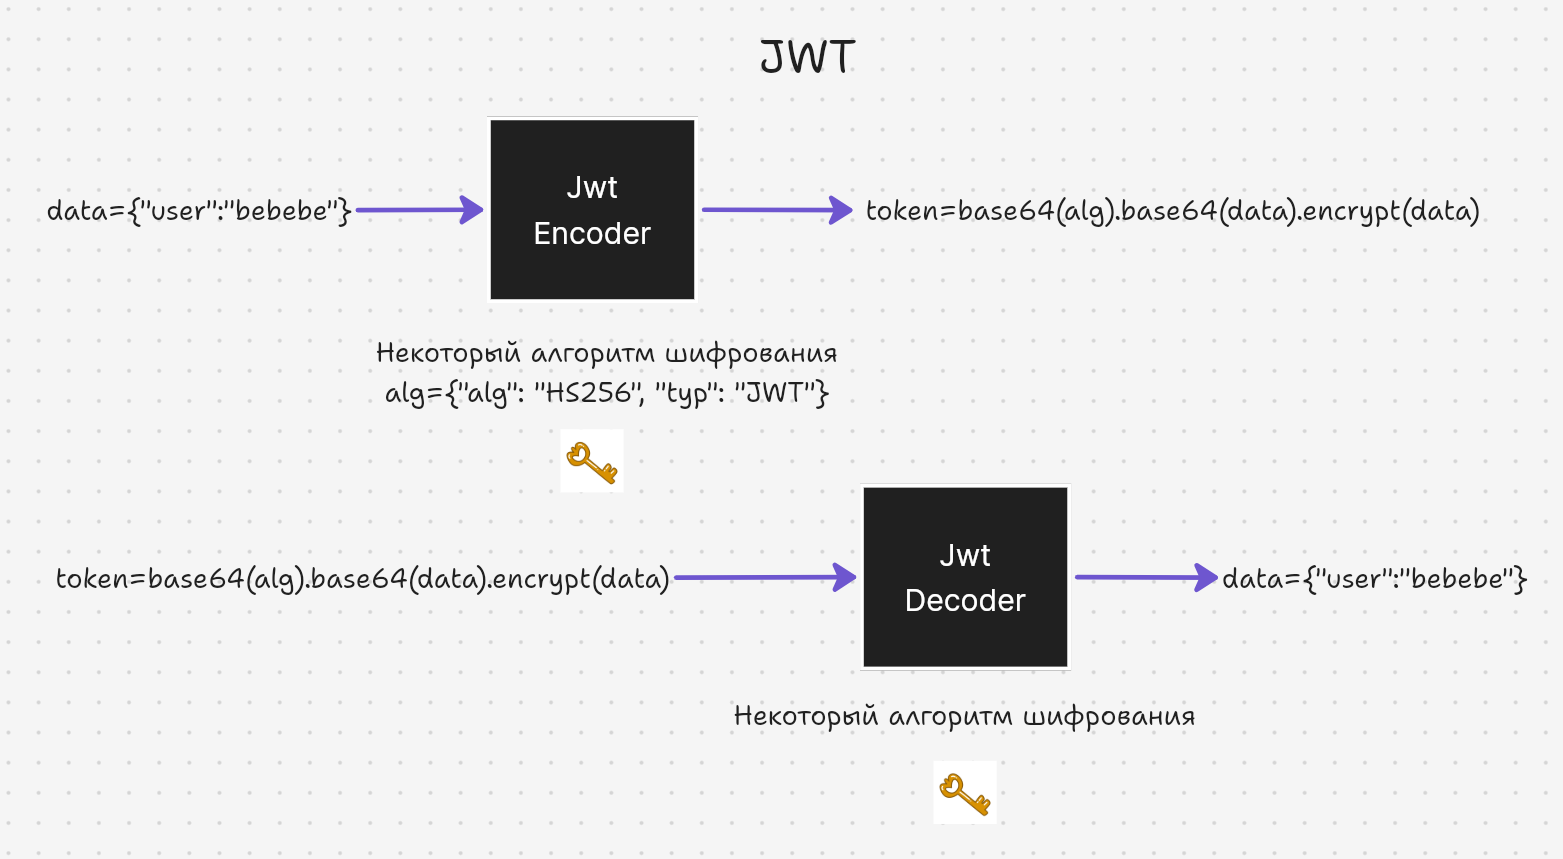 JWT
data={"user":"bebebe"}
Jwt
Encoder
token=base64(alg).base64(data).encrypt(data)
Некоторый алгоритм шифрования
alg={"alg": "HS256", "typ": "JWT"}
token=base64(alg).base64(data).encrypt(data)
Jwt
Decoder
data={"user":"bebebe"}
Некоторый алгоритм шифрования